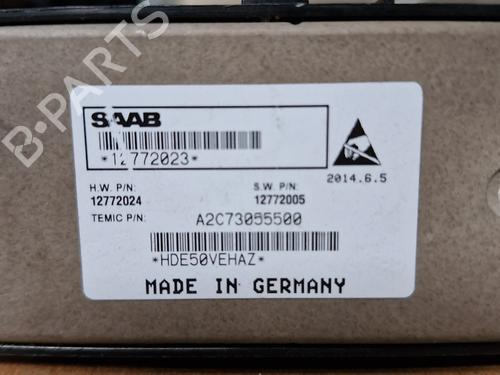 SAAB
*12772023*
2014.6.5
H.W. P/N:
S.W. P/N:
12772024
12772005
TEMIC P/N:
A2C73055500
*HDE50VEHAZ*
MADE IN GERMANY
B-PARTS